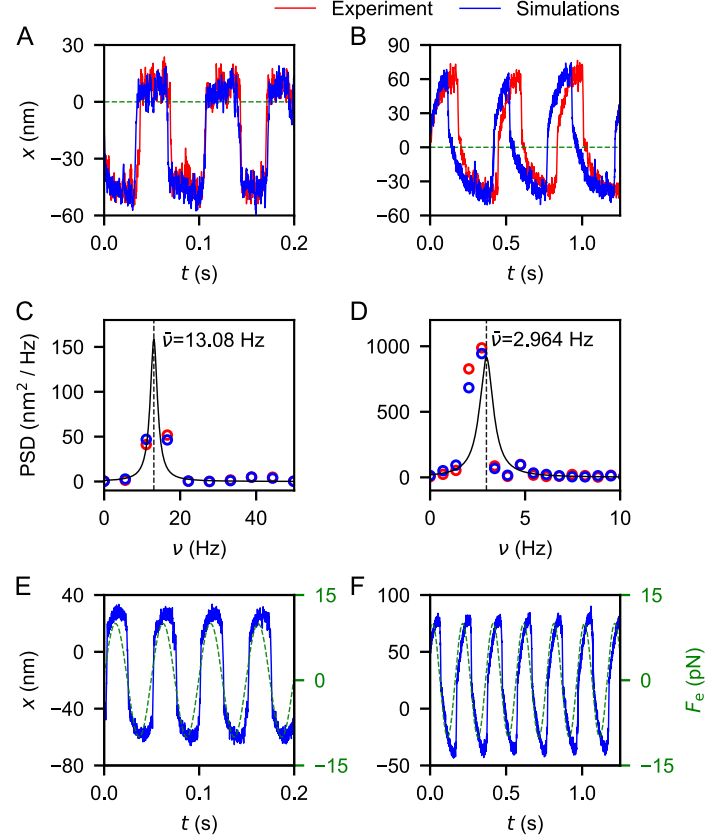 Experiment Simulations
A B
30
0
−30
−60
x (nm)
0.0 0.1 0.2
t (s)
90
60
30
0
−30
−60
0.0 0.5 1.0
t (s)
C D
150
100
50
0
PSD (nm² / Hz)
ν̄=13.08 Hz
0 20 40
ν (Hz)
1000
500
0
ν̄=2.964 Hz
0 5 10
ν (Hz)
E F
40
0
−40
−80
x (nm)
15
0
−15
0.0 0.1 0.2
t (s)
100
50
0
−50
15
0
−15
Fₑ (pN)
0.0 0.5 1.0
t (s)